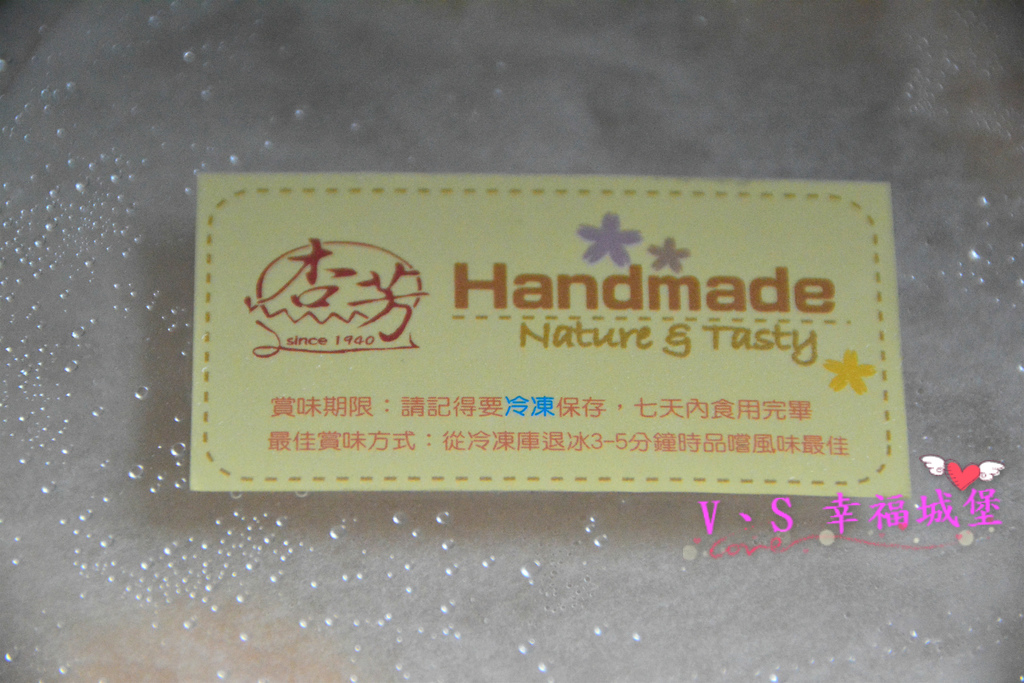 杏芳
since 1940
Handmade
Nature & Tasty
賞味期限：請記得要冷凍保存，七天內食用完畢
最佳賞味方式：從冷凍庫退冰3-5分鐘時品嚐風味最佳
V、S 幸福城堡